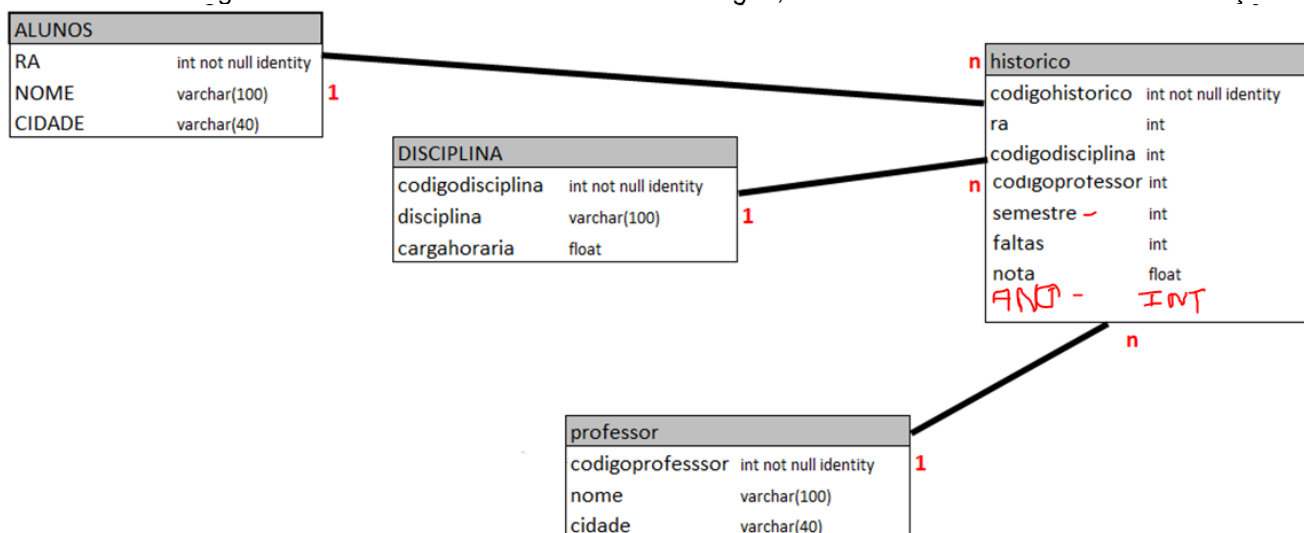 ALUNOS
RA int not null identity
NOME varchar(100) 1
CIDADE varchar(40)
DISCIPLINA
codigodisciplina int not null identity
disciplina varchar(100) 1
cargahoraria float
n historico
codigohistorico int not null identity
ra int
codigodisciplina int
n codigoprofessor int
semestre - int
faltas int
nota float
ANO - INT
n
professor
codigoprofesssor int not null identity 1
nome varchar(100)
cidade varchar(40)